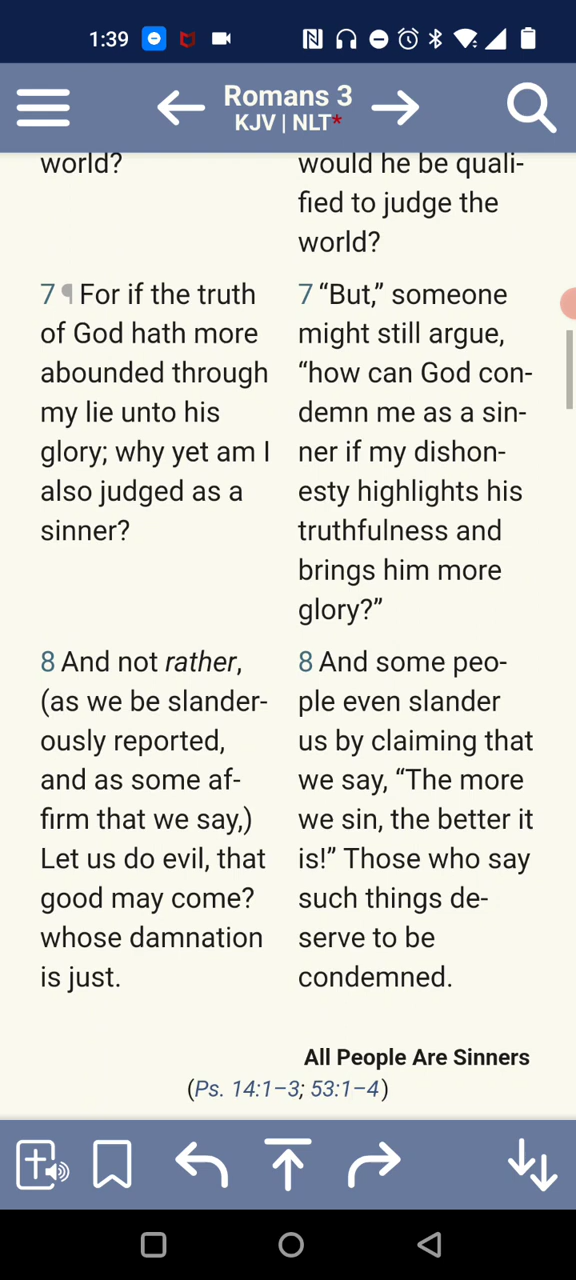 1:39
Romans 3
KJV | NLT*
world?
7 ¶ For if the truth
of God hath more
abounded through
my lie unto his
glory; why yet am I
also judged as a
sinner?
8 And not rather,
(as we be slander-
ously reported,
and as some af-
firm that we say,)
Let us do evil, that
good may come?
whose damnation
is just.
would he be quali-
fied to judge the
world?
7 “But,” someone
might still argue,
“how can God con-
demn me as a sin-
ner if my dishon-
esty highlights his
truthfulness and
brings him more
glory?”
8 And some peo-
ple even slander
us by claiming that
we say, “The more
we sin, the better it
is!” Those who say
such things de-
serve to be
condemned.
All People Are Sinners
(Ps. 14:1–3; 53:1–4)